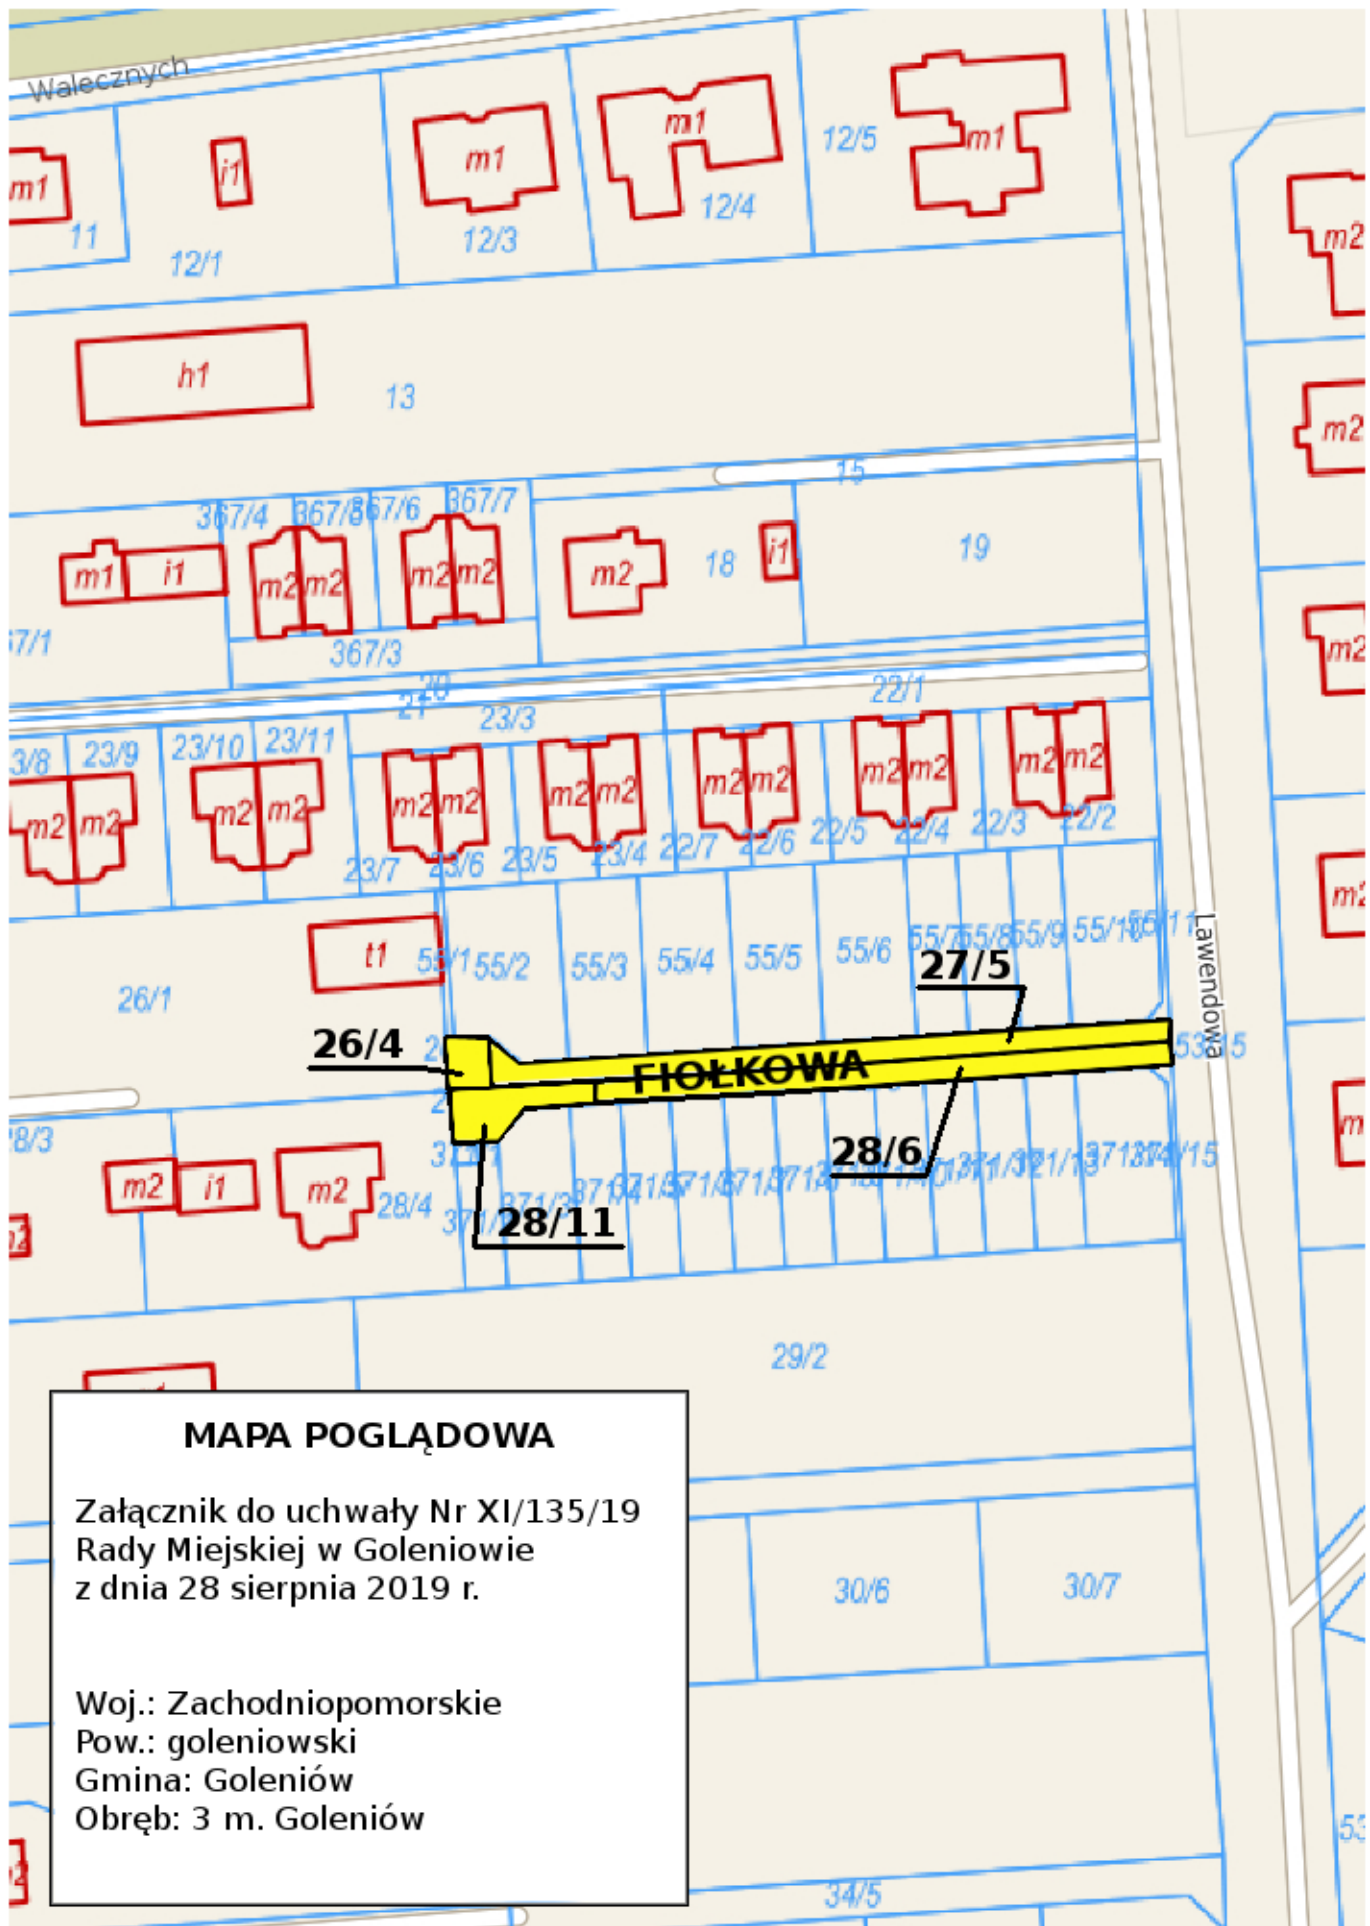 Walecznych
m1
i1
m1
m1
12/5
m1
11
12/1
12/3
12/4
m2
h1
13
m2
15
367/4
367/6
367/7
m1
i1
m2
m2
m2
m2
m2
18
i1
19
367/3
m2
20
21
23/3
22/1
23/9
23/10
23/11
m2
m2
m2
m2
m2
m2
m2
m2
m2
m2
m2
m2
m2
m2
23/7
23/6
23/5
23/4
22/7
22/6
22/5
22/4
22/3
22/2
m2
t1
55/1
55/2
55/3
55/4
55/5
55/6
55/7
55/8
55/9
55/10
55/11
Lawendowa
26/1
27/5
26/4
FIOŁKOWA
28/6
28/11
m2
i1
m2
28/4
371/3
29/2
MAPA POGLĄDOWA
Załącznik do uchwały Nr XI/135/19
Rady Miejskiej w Goleniowie
z dnia 28 sierpnia 2019 r.
Woj.: Zachodniopomorskie
Pow.: goleniowski
Gmina: Goleniów
Obręb: 3 m. Goleniów
30/6
30/7
34/5